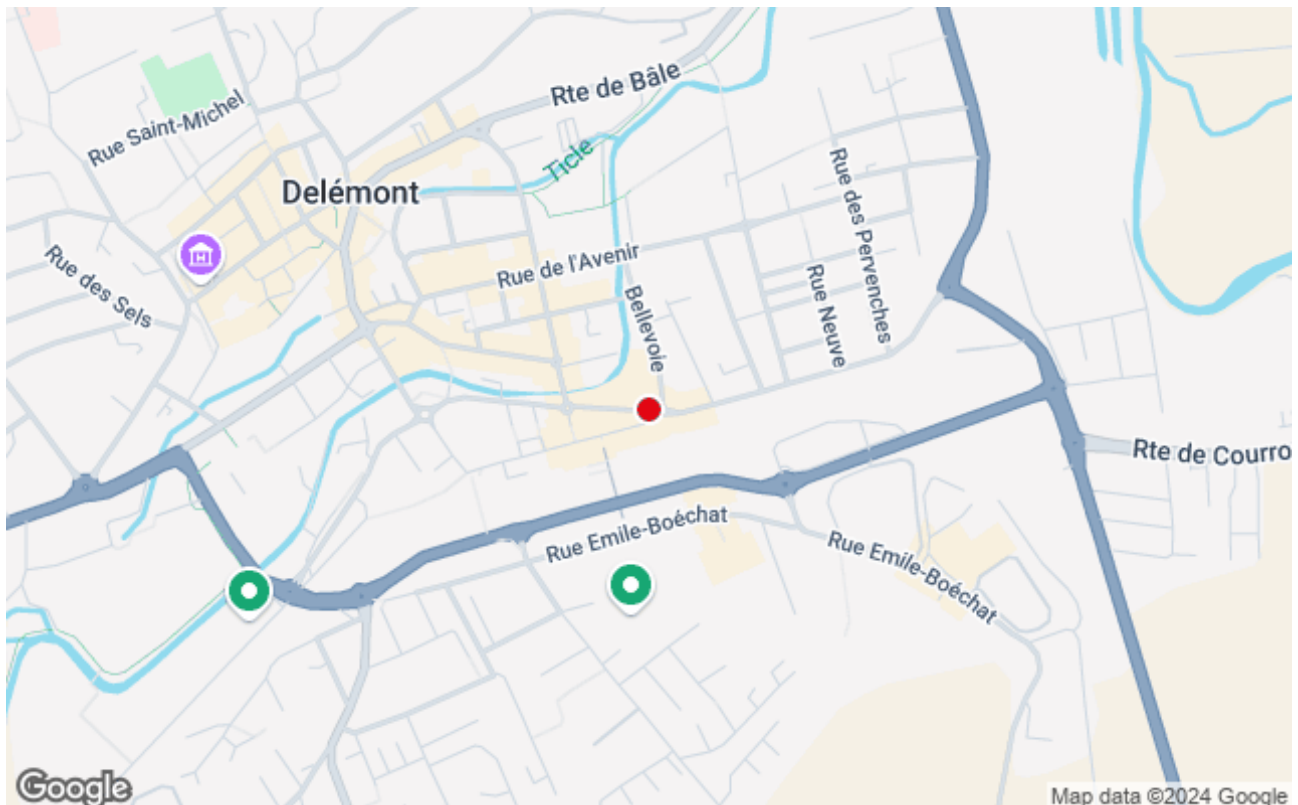 Rte de Bâle
Rue Saint-Michel
Ticle
Delémont
Rue des Pervenches
Rue de l'Avenir
Rue des Sels
H
Bellevoie
Rue Neuve
Rte de Courro
Rue Emile-Boéchat
Rue Emile-Boéchat
Google
Map data ©2024 Google